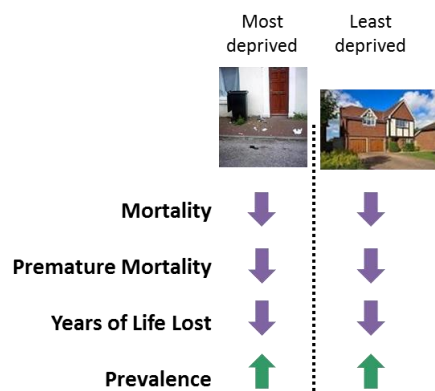 Most
deprived
Least
deprived
Mortality
Premature Mortality
Years of Life Lost
Prevalence